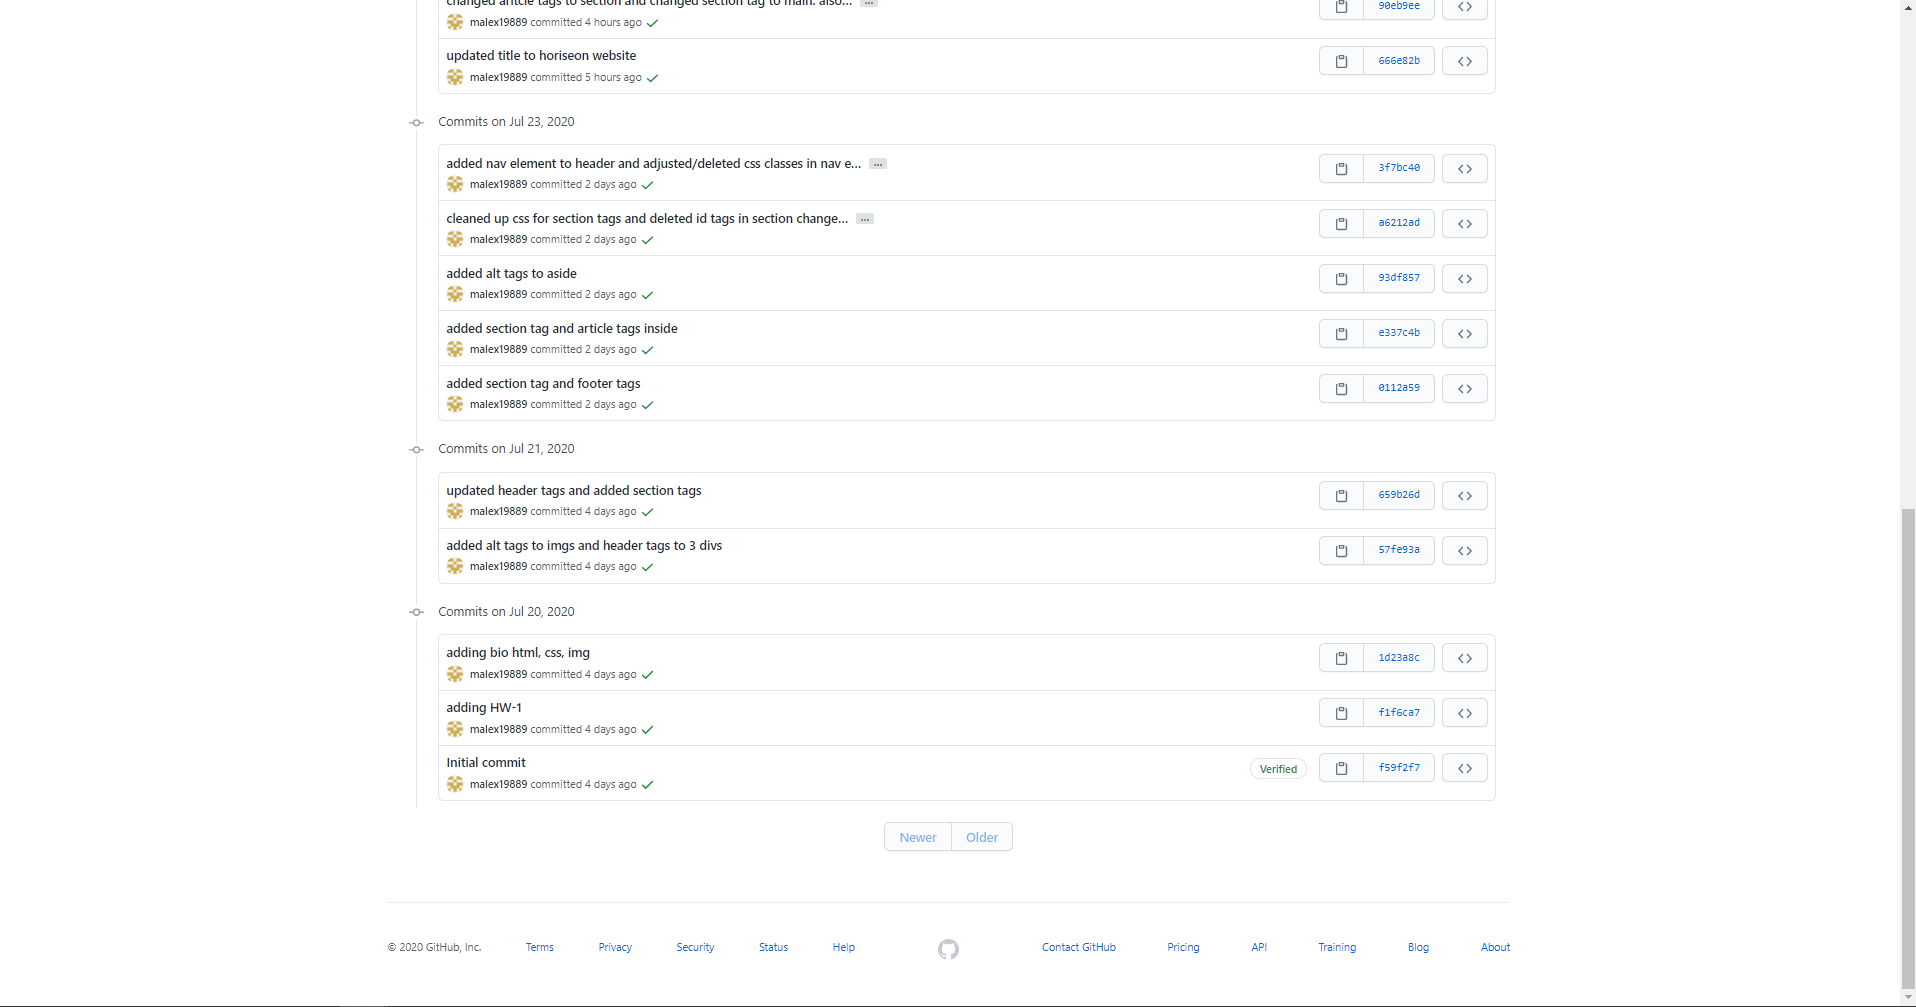 changed aritcle tags to section and changed section tag to main. also... …
90eb9ee
malex19889 committed 4 hours ago
updated title to horiseon website
666e82b
malex19889 committed 5 hours ago
Commits on Jul 23, 2020
added nav element to header and adjusted/deleted css classes in nav e... …
3f7bc40
malex19889 committed 2 days ago
cleaned up css for section tags and deleted id tags in section change... …
a6212ad
malex19889 committed 2 days ago
added alt tags to aside
93df857
malex19889 committed 2 days ago
added section tag and article tags inside
e337c4b
malex19889 committed 2 days ago
added section tag and footer tags
0112a59
malex19889 committed 2 days ago
Commits on Jul 21, 2020
updated header tags and added section tags
659b26d
malex19889 committed 4 days ago
added alt tags to imgs and header tags to 3 divs
57fe93a
malex19889 committed 4 days ago
Commits on Jul 20, 2020
adding bio html, css, img
1d23a8c
malex19889 committed 4 days ago
adding HW-1
f1f6ca7
malex19889 committed 4 days ago
Initial commit
Verified f59f2f7
malex19889 committed 4 days ago
Newer Older
© 2020 GitHub, Inc. Terms Privacy Security Status Help Contact GitHub Pricing API Training Blog About